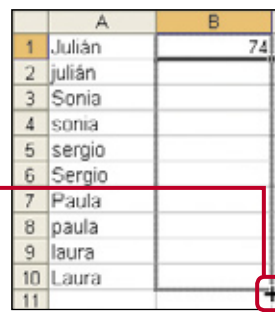 A B
1 Julián 74
2 julián
3 Sonia
4 sonia
5 sergio
6 Sergio
7 Paula
8 paula
9 laura
10 Laura
11